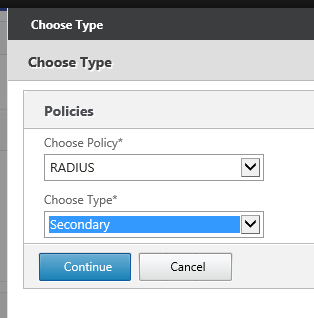 Choose Type
Choose Type
Policies
Choose Policy*
RADIUS
Choose Type*
Secondary
Continue Cancel